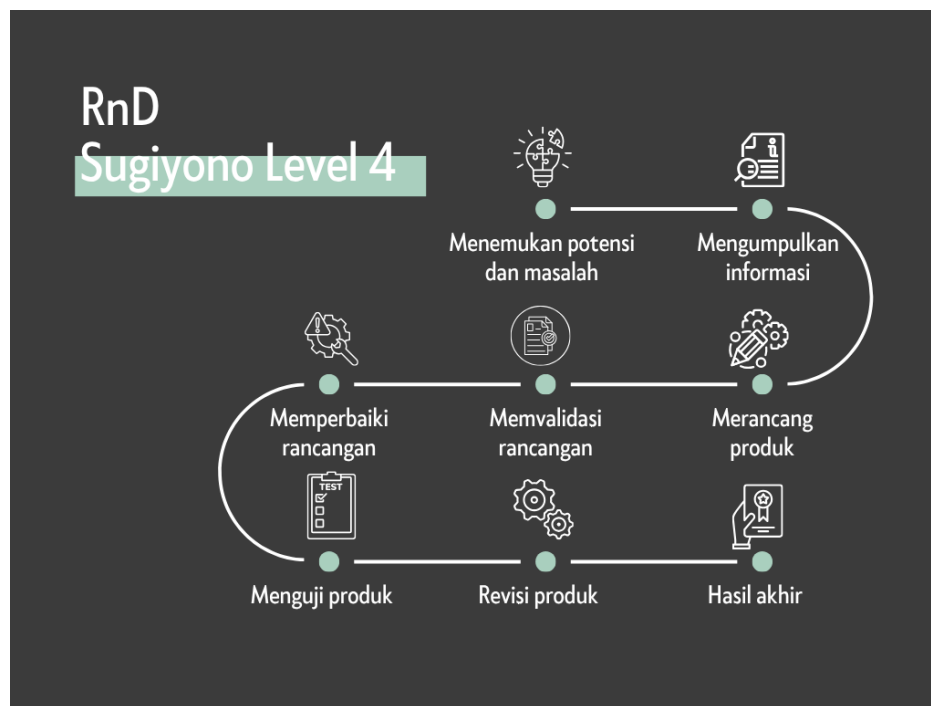 RnD
Sugiyono Level 4
Menemukan potensi
dan masalah
Mengumpulkan
informasi
Merancang
produk
Memvalidasi
rancangan
Memperbaiki
rancangan
TEST
Menguji produk
Revisi produk
Hasil akhir